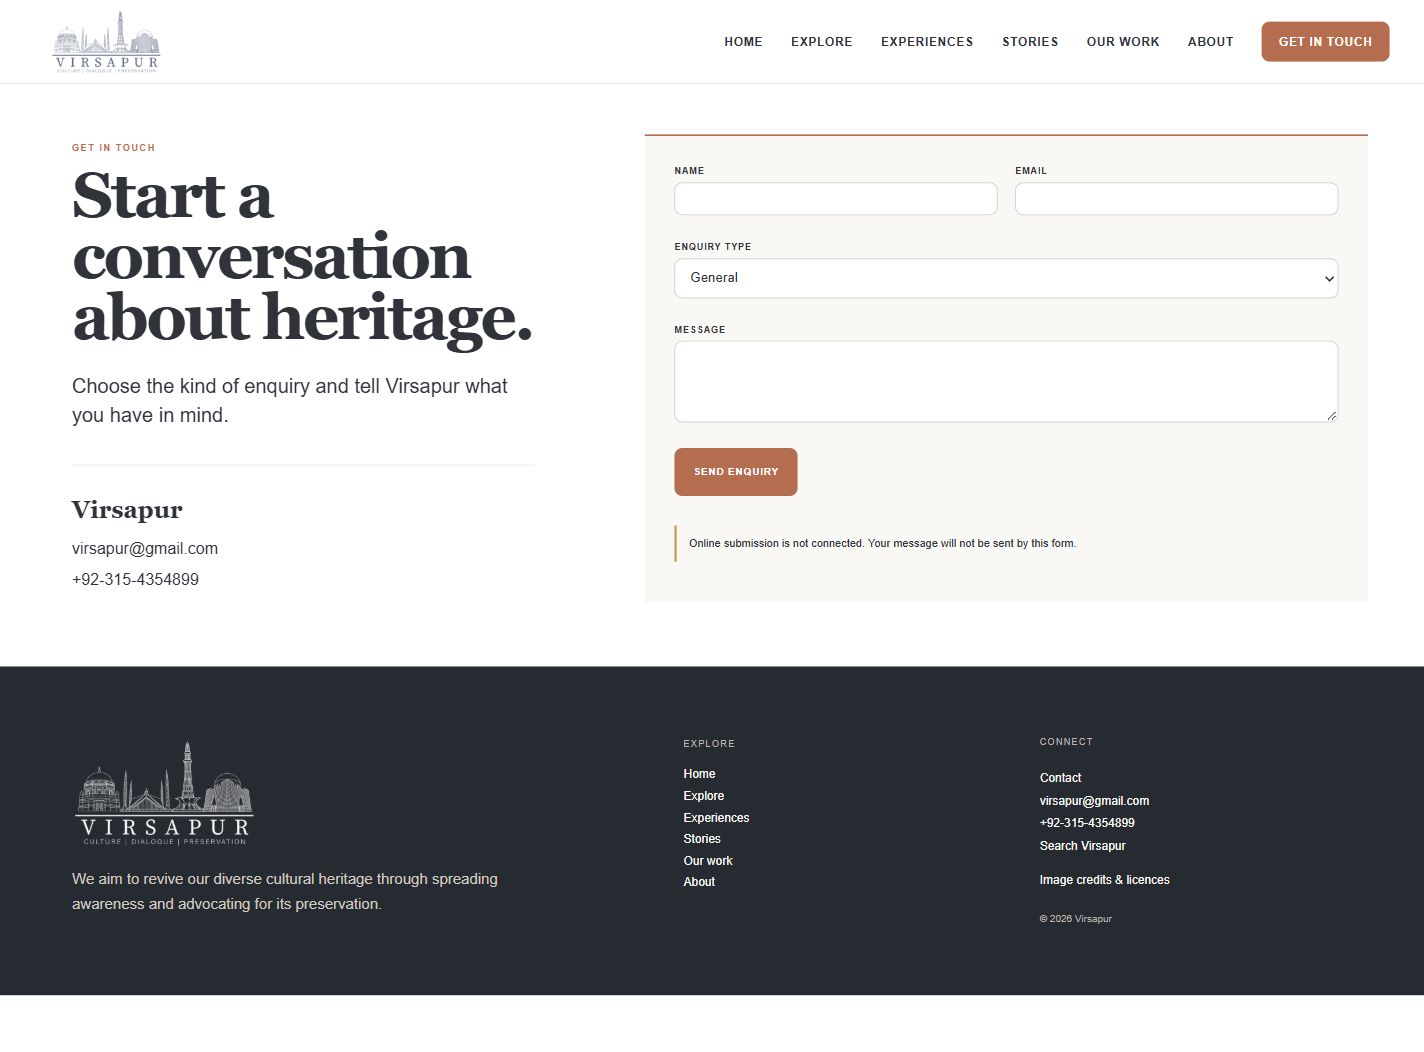 VIRSAPUR
CULTURE | DIALOGUE | PRESERVATION
HOME EXPLORE EXPERIENCES STORIES OUR WORK ABOUT GET IN TOUCH
GET IN TOUCH
Start a
conversation
about heritage.
Choose the kind of enquiry and tell Virsapur what
you have in mind.
Virsapur
virsapur@gmail.com
+92-315-4354899
NAME
EMAIL
ENQUIRY TYPE
General
MESSAGE
SEND ENQUIRY
Online submission is not connected. Your message will not be sent by this form.
VIRSAPUR
CULTURE | DIALOGUE | PRESERVATION
We aim to revive our diverse cultural heritage through spreading
awareness and advocating for its preservation.
EXPLORE
Home
Explore
Experiences
Stories
Our work
About
CONNECT
Contact
virsapur@gmail.com
+92-315-4354899
Search Virsapur
Image credits & licences
© 2026 Virsapur